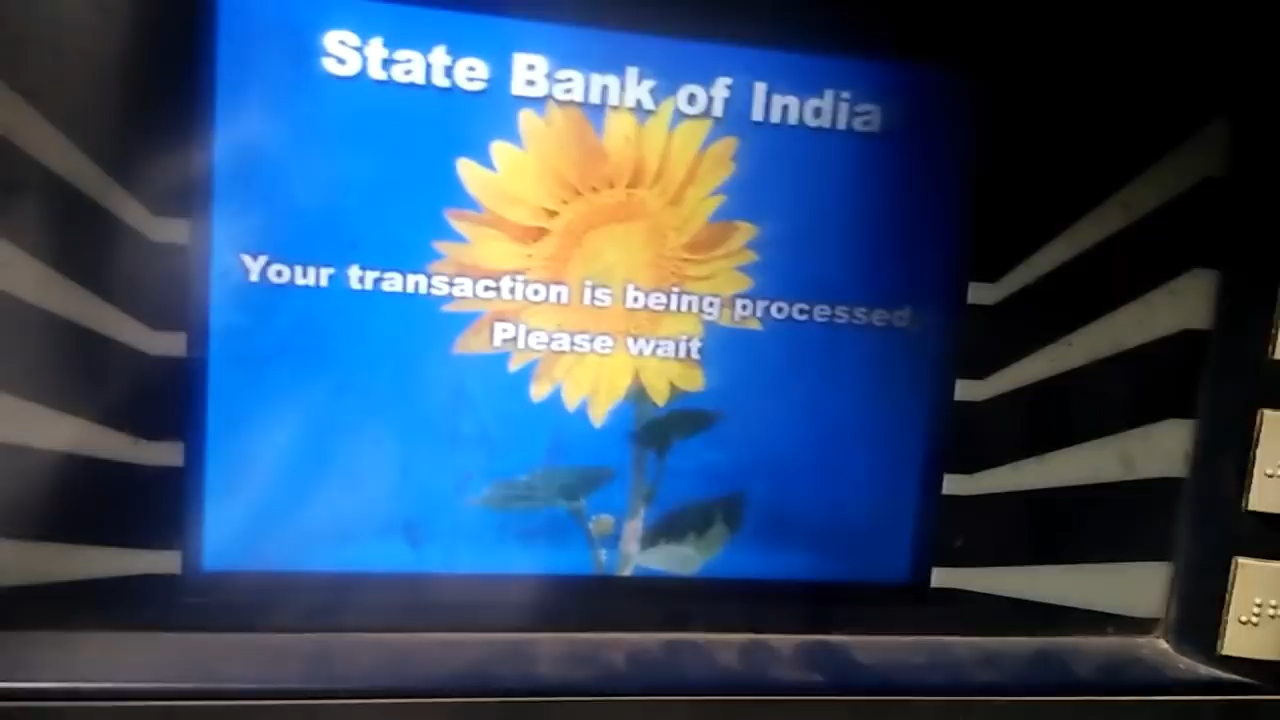 State Bank of India
Your transaction is being processed,
Please wait